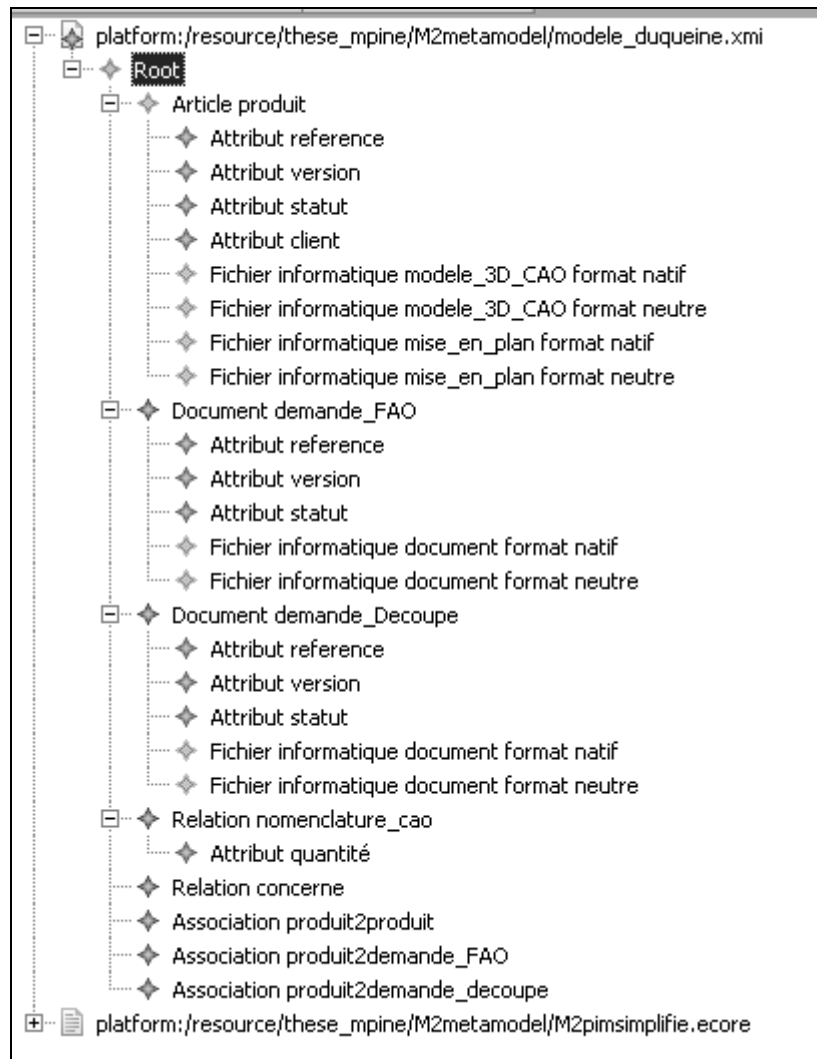 platform:/resource/these_mpine/M2metamodel/modele_duqueine.xmi
Root
Article produit
Attribut reference
Attribut version
Attribut statut
Attribut client
Fichier informatique modele_3D_CAO format natif
Fichier informatique modele_3D_CAO format neutre
Fichier informatique mise_en_plan format natif
Fichier informatique mise_en_plan format neutre
Document demande_FAO
Attribut reference
Attribut version
Attribut statut
Fichier informatique document format natif
Fichier informatique document format neutre
Document demande_Decoupe
Attribut reference
Attribut version
Attribut statut
Fichier informatique document format natif
Fichier informatique document format neutre
Relation nomenclature_cao
Attribut quantité
Relation concerne
Association produit2produit
Association produit2demande_FAO
Association produit2demande_decoupe
platform:/resource/these_mpine/M2metamodel/M2pimsimplifie.ecore